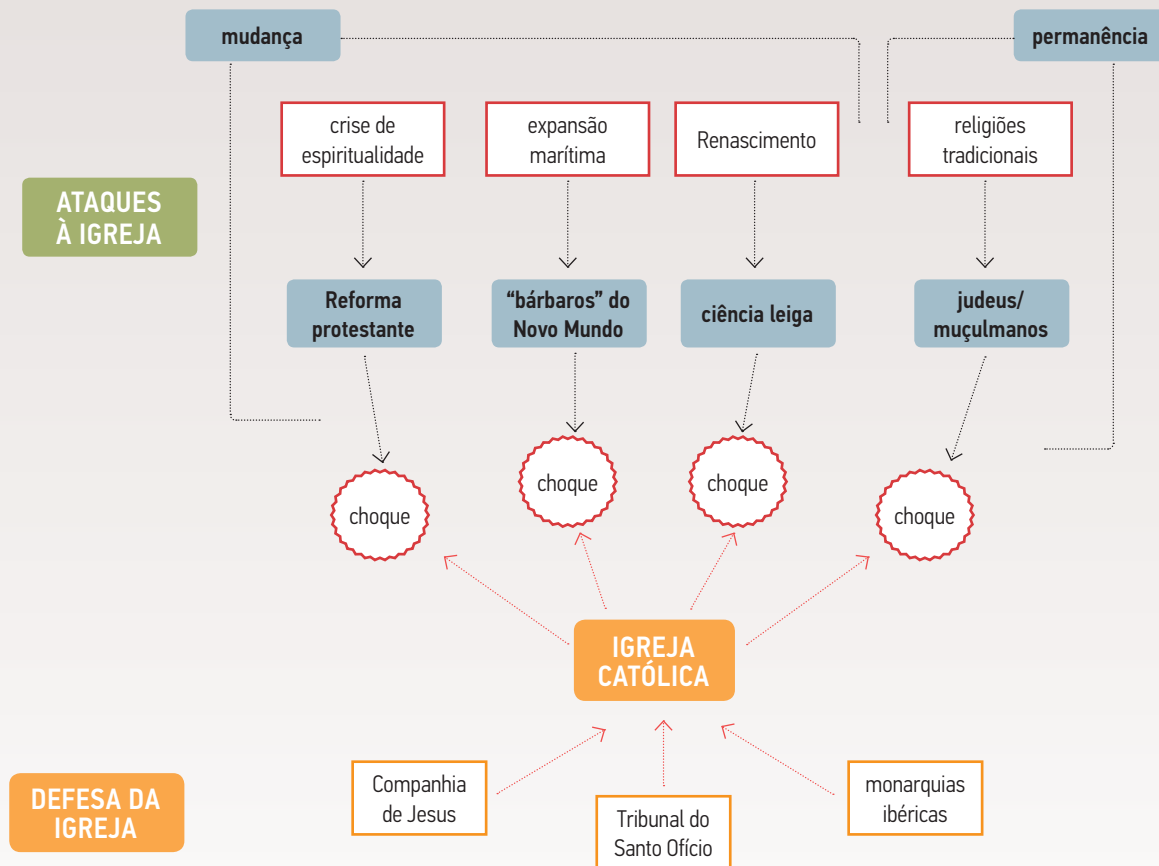 mudança
permanência
crise de
espiritualidade
expansão
marítima
Renascimento
religiões
tradicionais
ATAQUES
À IGREJA
Reforma
protestante
“bárbaros” do
Novo Mundo
ciência leiga
judeus/
muçulmanos
choque
choque
choque
choque
IGREJA
CATÓLICA
DEFESA DA
IGREJA
Companhia
de Jesus
Tribunal do
Santo Ofício
monarquias
ibéricas